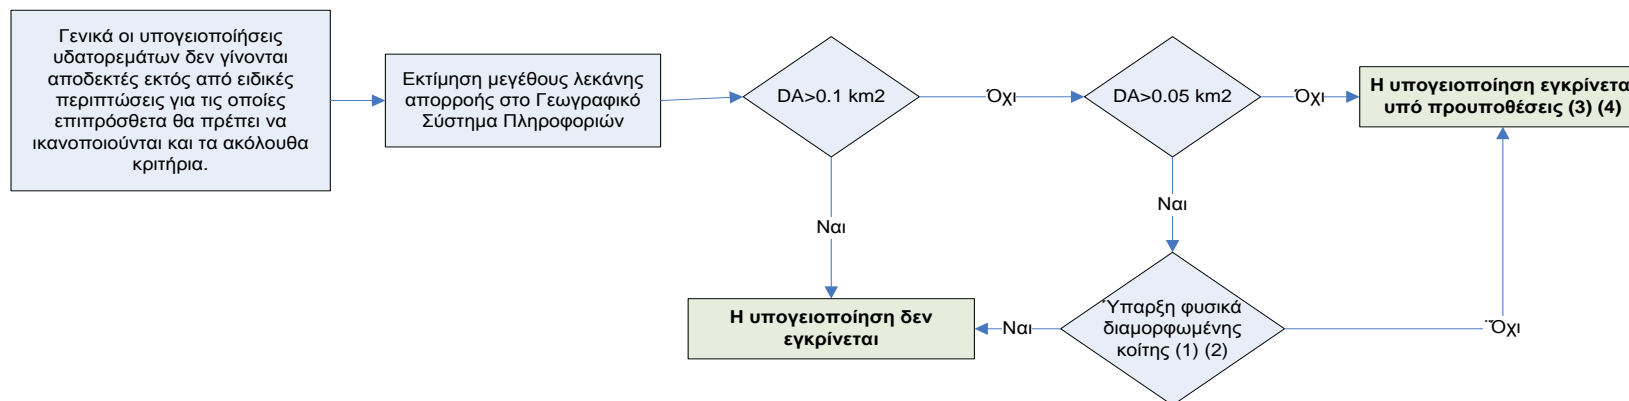 Γενικά οι υπογειοποιήσεις
υδατορεμάτων δεν γίνονται
αποδεκτές εκτός από ειδικές
περιπτώσεις για τις οποίες
επιπρόσθετα θα πρέπει να
ικανοποιούνται και τα ακόλουθα
κριτήρια.
Εκτίμηση μεγέθους λεκάνης
απορροής στο Γεωγραφικό
Σύστημα Πληροφοριών
DA>0.1 km2
Όχι
DA>0.05 km2
Όχι
Η υπογειοποίηση εγκρίνεται
υπό προυποθέσεις (3) (4)
Ναι
Ναι
Η υπογειοποίηση δεν
εγκρίνεται
Ναι
Ύπαρξη φυσικά
διαμορφωμένης
κοίτης (1) (2)
Όχι